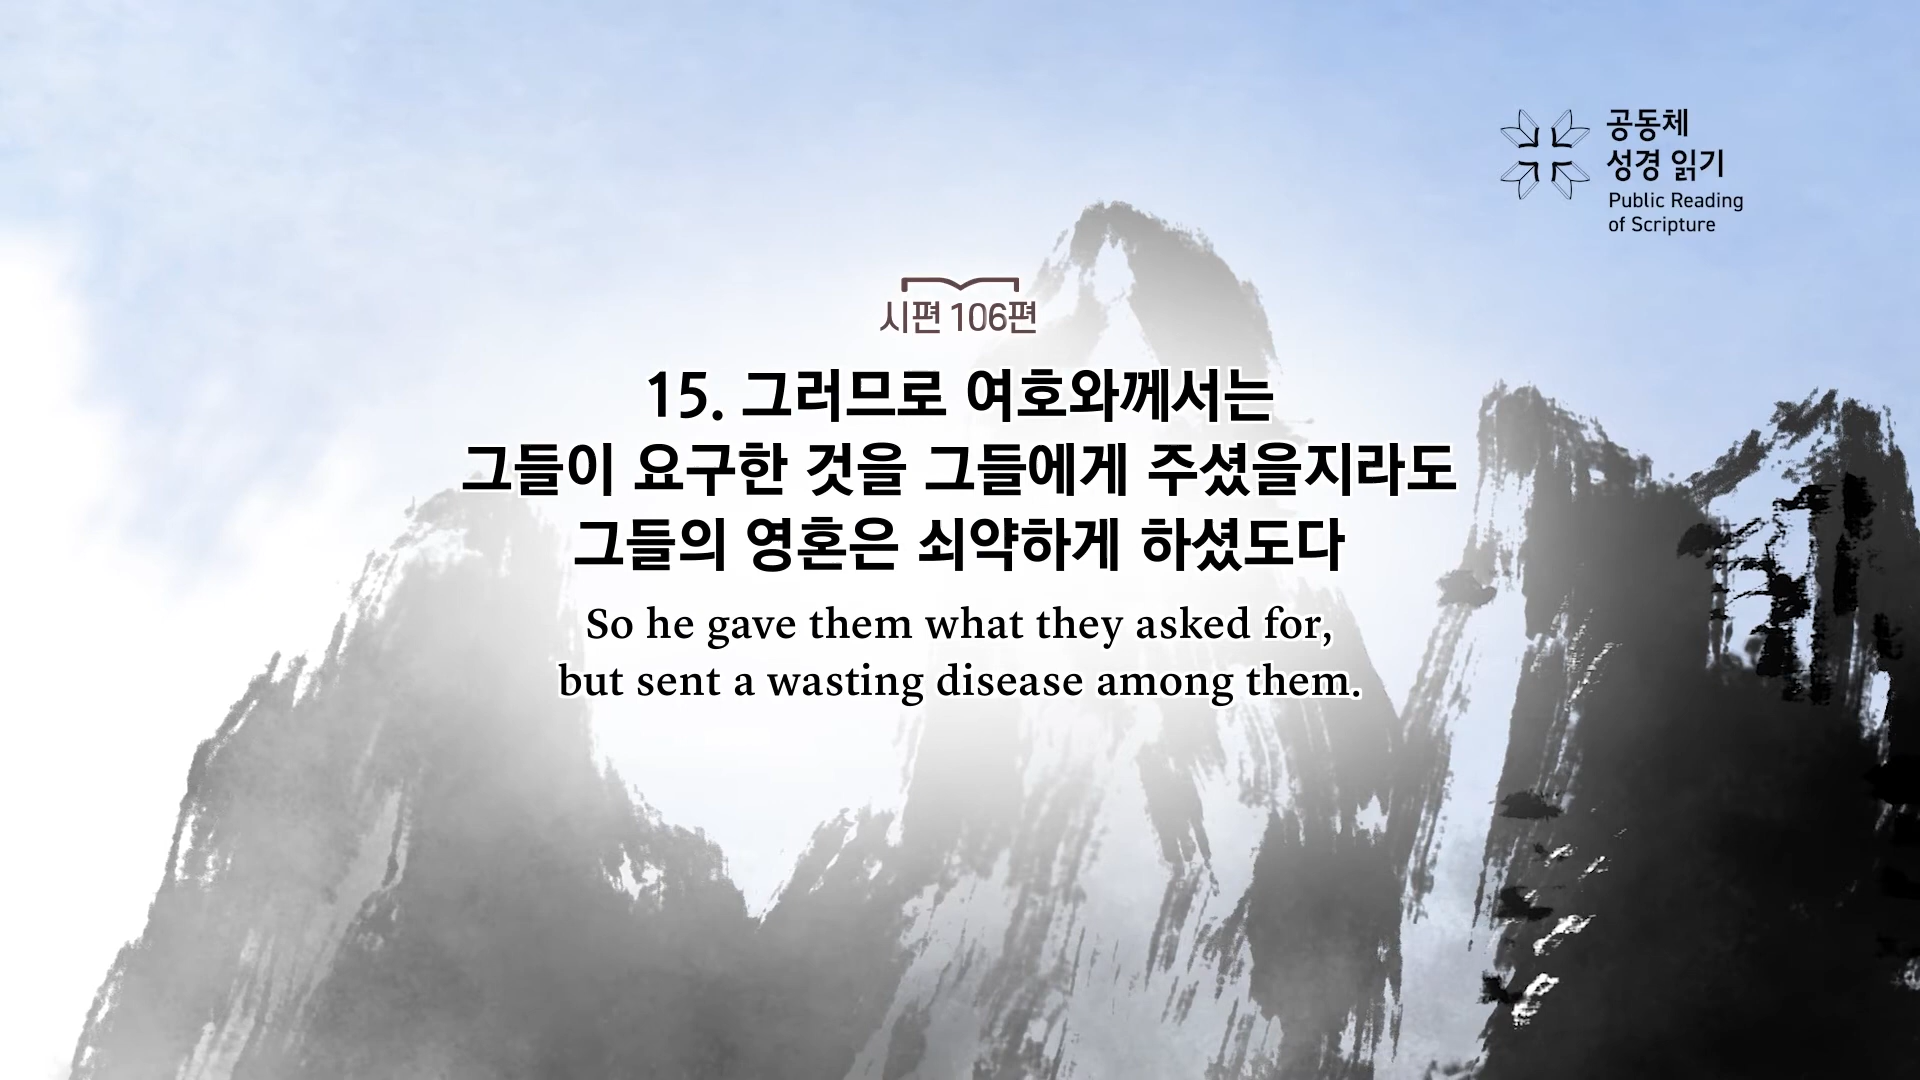 공동체
성경 읽기
Public Reading
of Scripture
시편 106편
15. 그러므로 여호와께서는
그들이 요구한 것을 그들에게 주셨을지라도
그들의 영혼은 쇠약하게 하셨도다
So he gave them what they asked for,
but sent a wasting disease among them.